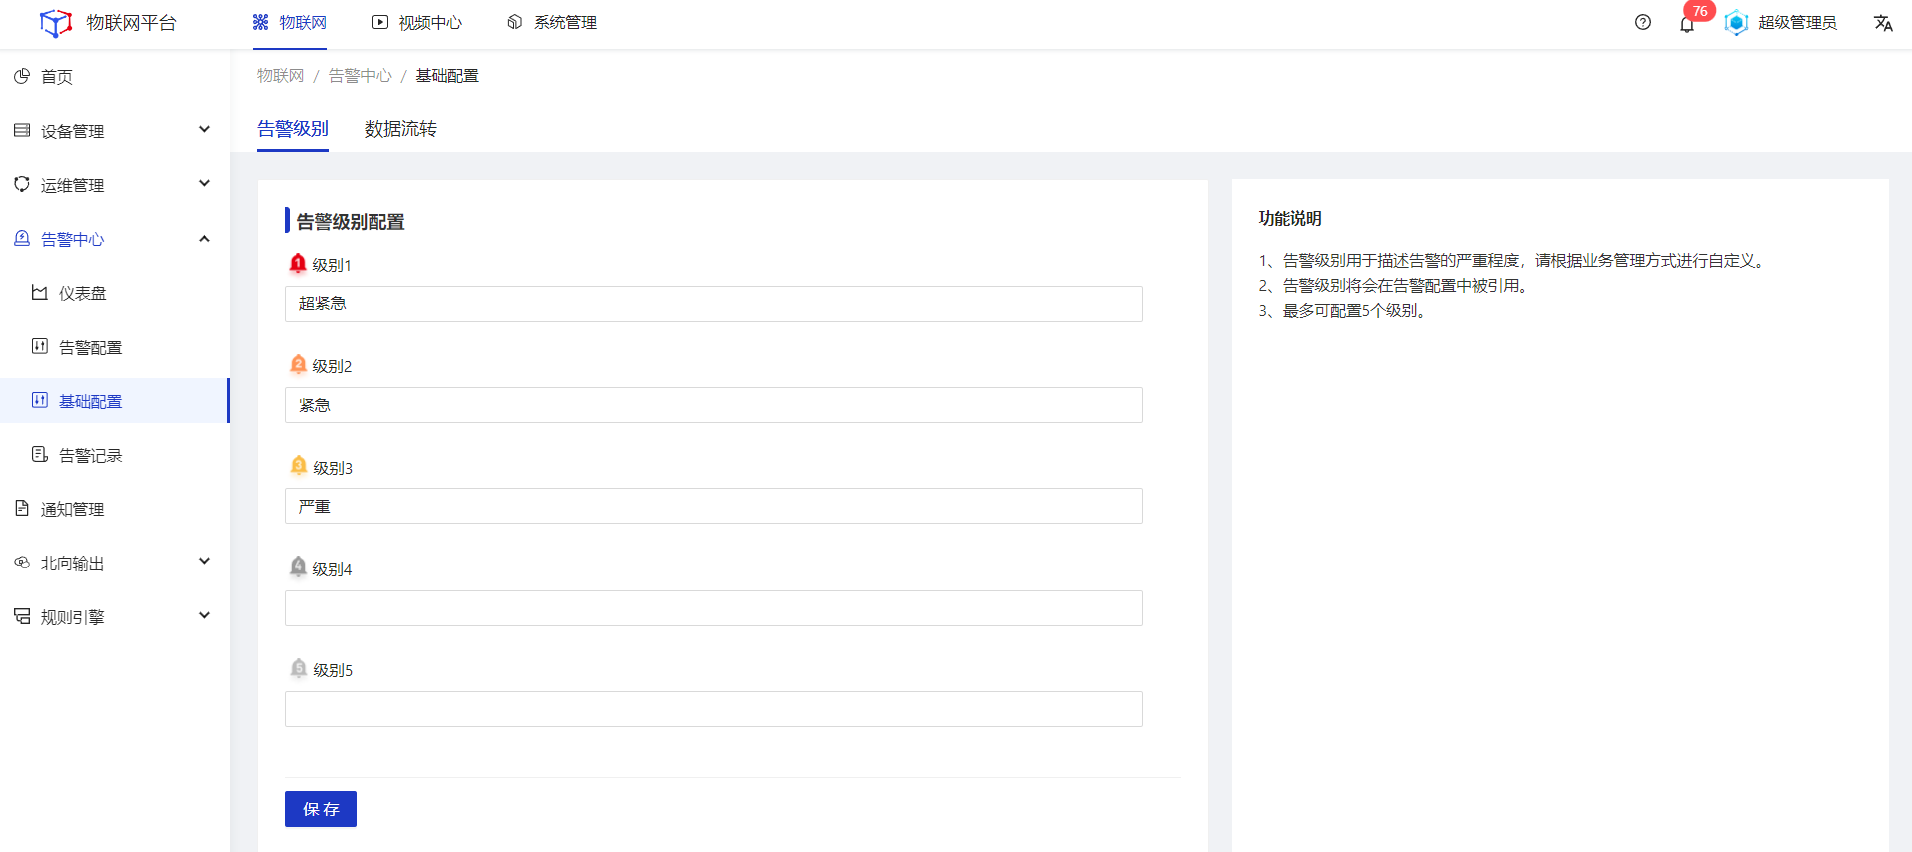 物联网平台
物联网
视频中心
系统管理
76
超级管理员
首页
设备管理
运维管理
告警中心
仪表盘
告警配置
基础配置
告警记录
通知管理
北向输出
规则引擎
物联网 / 告警中心 / 基础配置
告警级别
数据流转
告警级别配置
1 级别1
超紧急
2 级别2
紧急
3 级别3
严重
4 级别4
5 级别5
保 存
功能说明
1、告警级别用于描述告警的严重程度，请根据业务管理方式进行自定义。
2、告警级别将会在告警配置中被引用。
3、最多可配置5个级别。